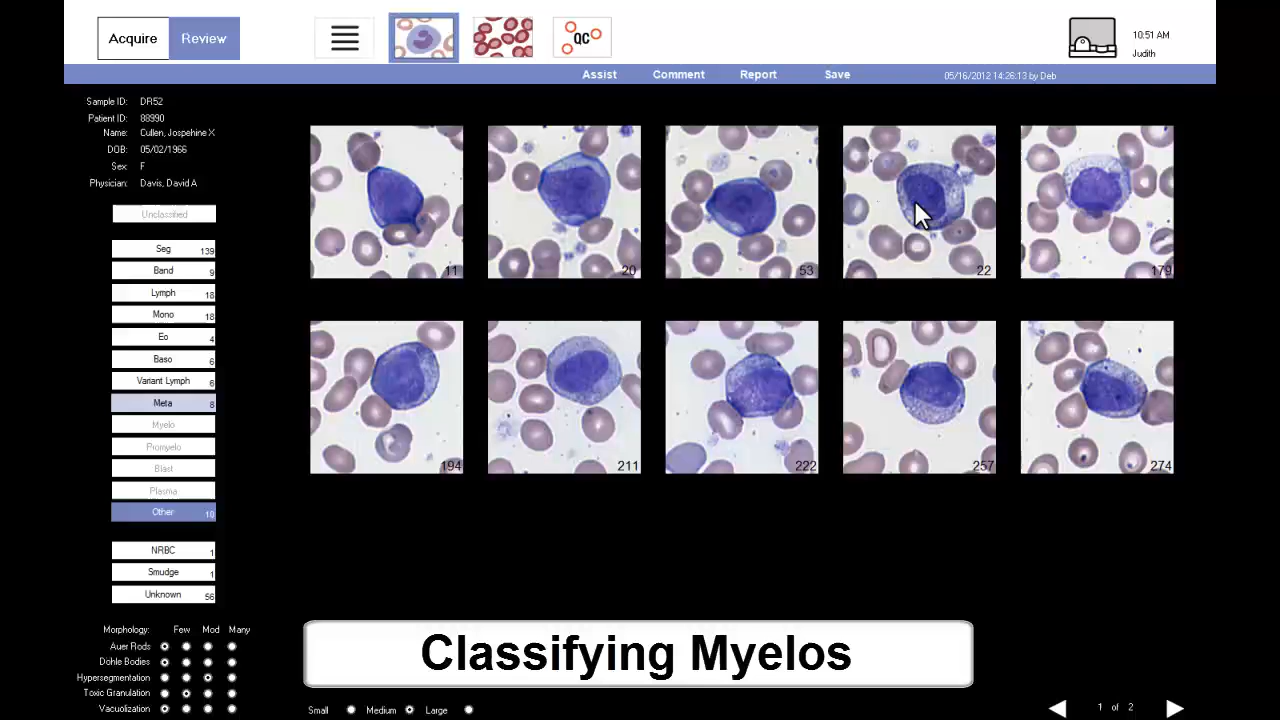 Acquire Review QC 10:51 AM
Judith
Assist Comment Report Save 05/16/2012 14:26:13 by Deb
Sample ID: DR52
Patient ID: 88990
Name: Cullen, Jospehine X
DOB: 05/02/1966
Sex: F
Physician: Davis, David A
Unclassified
Seg 139
Band 9
Lymph 18
Mono 18
Eo 4
Baso 6
Variant Lymph 6
Meta 8
Myelo
Promyelo
Blast
Plasma
Other 10
NRBC 1
Smudge 1
Unknown 56
11 20 53 22 179
194 211 222 257 274
Classifying Myelos
Morphology: Few Mod Many
Auer Rods
Dohle Bodies
Hypersegmentation
Toxic Granulation
Vacuolization
Small Medium Large 1 of 2